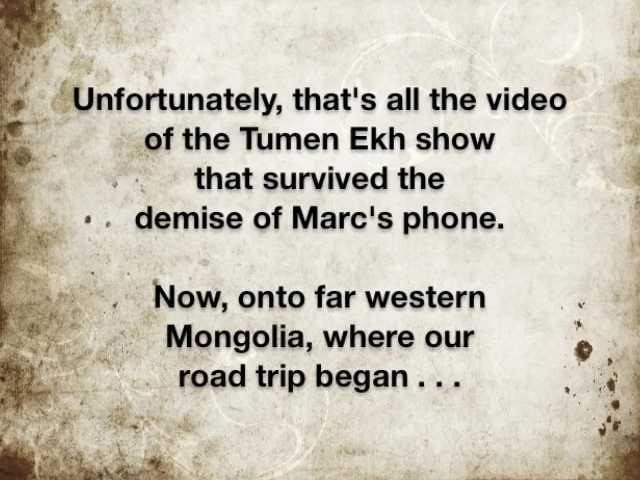 Unfortunately, that's all the video
of the Tumen Ekh show
that survived the
demise of Marc's phone.
Now, onto far western
Mongolia, where our
road trip began . . .